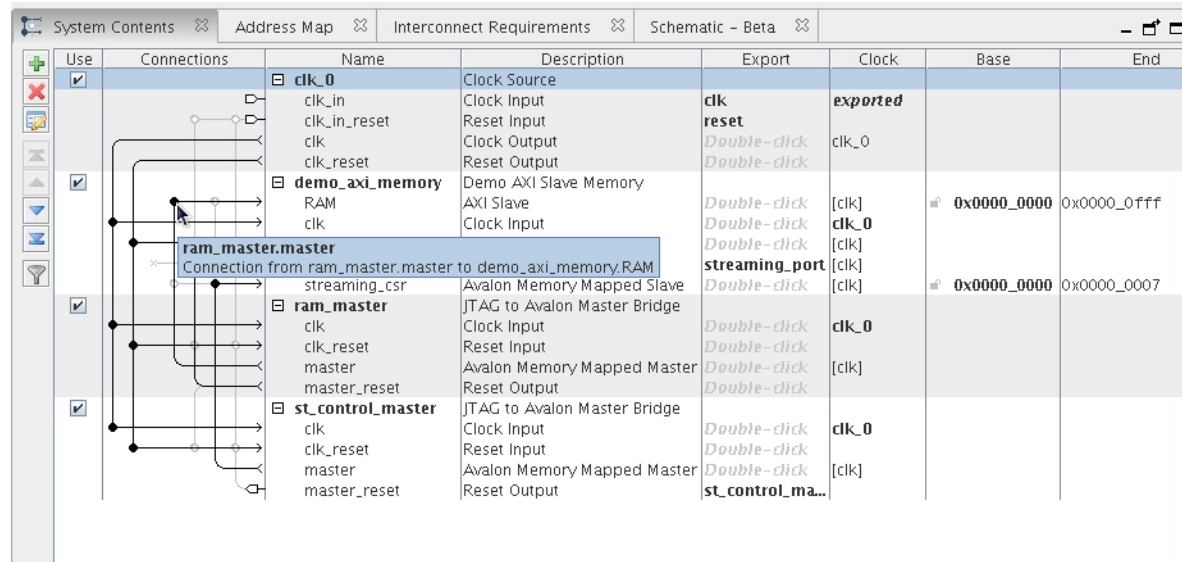 System Contents Address Map Interconnect Requirements Schematic – Beta
Use Connections Name Description Export Clock Base End
clk_0 Clock Source
clk_in Clock Input clk exported
clk_in_reset Reset Input reset
clk Clock Output Double-click clk_0
clk_reset Reset Output Double-click
demo_axi_memory Demo AXI Slave Memory
RAM AXI Slave Double-click [clk] 0x0000_0000 0x0000_0fff
clk Clock Input Double-click clk_0
ram_master.master Double-click [clk]
Connection from ram_master.master to demo_axi_memory.RAM streaming_port [clk]
streaming_csr Avalon Memory Mapped Slave Double-click [clk] 0x0000_0000 0x0000_0007
ram_master JTAG to Avalon Master Bridge
clk Clock Input Double-click clk_0
clk_reset Reset Input Double-click
master Avalon Memory Mapped Master Double-click [clk]
master_reset Reset Output Double-click
st_control_master JTAG to Avalon Master Bridge
clk Clock Input Double-click clk_0
clk_reset Reset Input Double-click
master Avalon Memory Mapped Master Double-click [clk]
master_reset Reset Output st_control_ma...